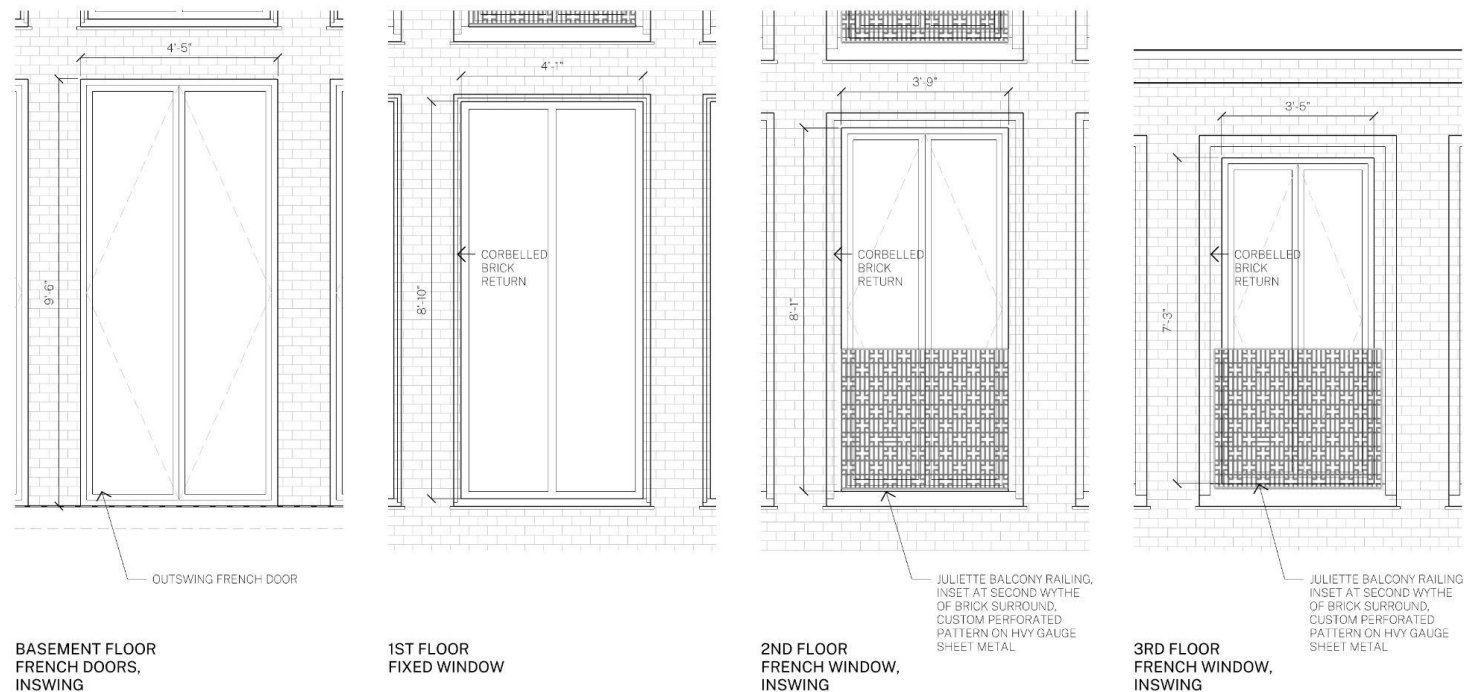 4'-5"
9'-6"
OUTSWING FRENCH DOOR
BASEMENT FLOOR
FRENCH DOORS,
INSWING
4'-1"
8'-10"
CORBELLED
BRICK
RETURN
1ST FLOOR
FIXED WINDOW
3'-9"
8'-1"
CORBELLED
BRICK
RETURN
JULIETTE BALCONY RAILING,
INSET AT SECOND WYTHE
OF BRICK SURROUND,
CUSTOM PERFORATED
PATTERN ON HVY GAUGE
SHEET METAL
2ND FLOOR
FRENCH WINDOW,
INSWING
3'-5"
7'-3"
CORBELLED
BRICK
RETURN
JULIETTE BALCONY RAILING
INSET AT SECOND WYTHE
OF BRICK SURROUND,
CUSTOM PERFORATED
PATTERN ON HVY GAUGE
SHEET METAL
3RD FLOOR
FRENCH WINDOW,
INSWING